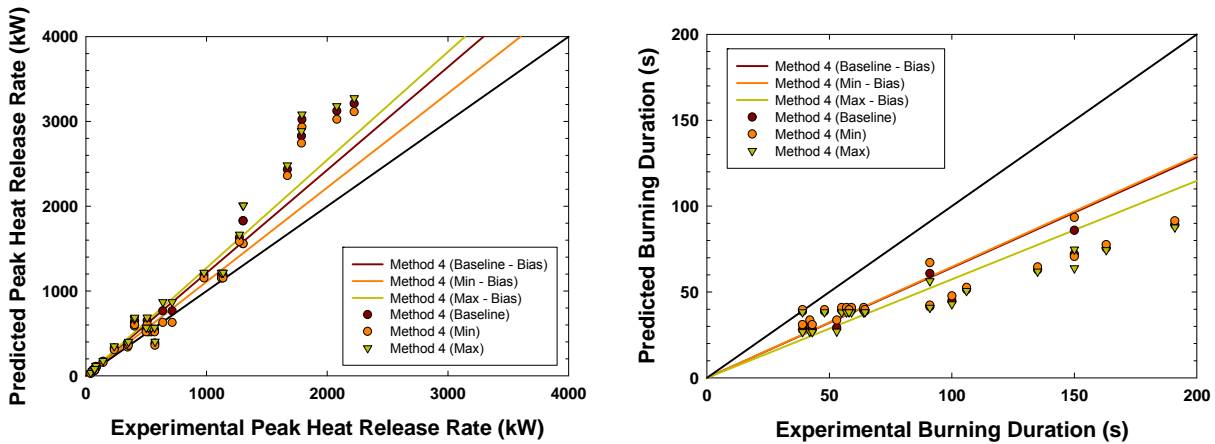 Predicted Peak Heat Release Rate (kW)
4000
3000
2000
1000
0
Method 4 (Baseline - Bias)
Method 4 (Min - Bias)
Method 4 (Max - Bias)
Method 4 (Baseline)
Method 4 (Min)
Method 4 (Max)
0 1000 2000 3000 4000
Experimental Peak Heat Release Rate (kW)
Predicted Burning Duration (s)
200
150
100
50
0
Method 4 (Baseline - Bias)
Method 4 (Min - Bias)
Method 4 (Max - Bias)
Method 4 (Baseline)
Method 4 (Min)
Method 4 (Max)
0 50 100 150 200
Experimental Burning Duration (s)